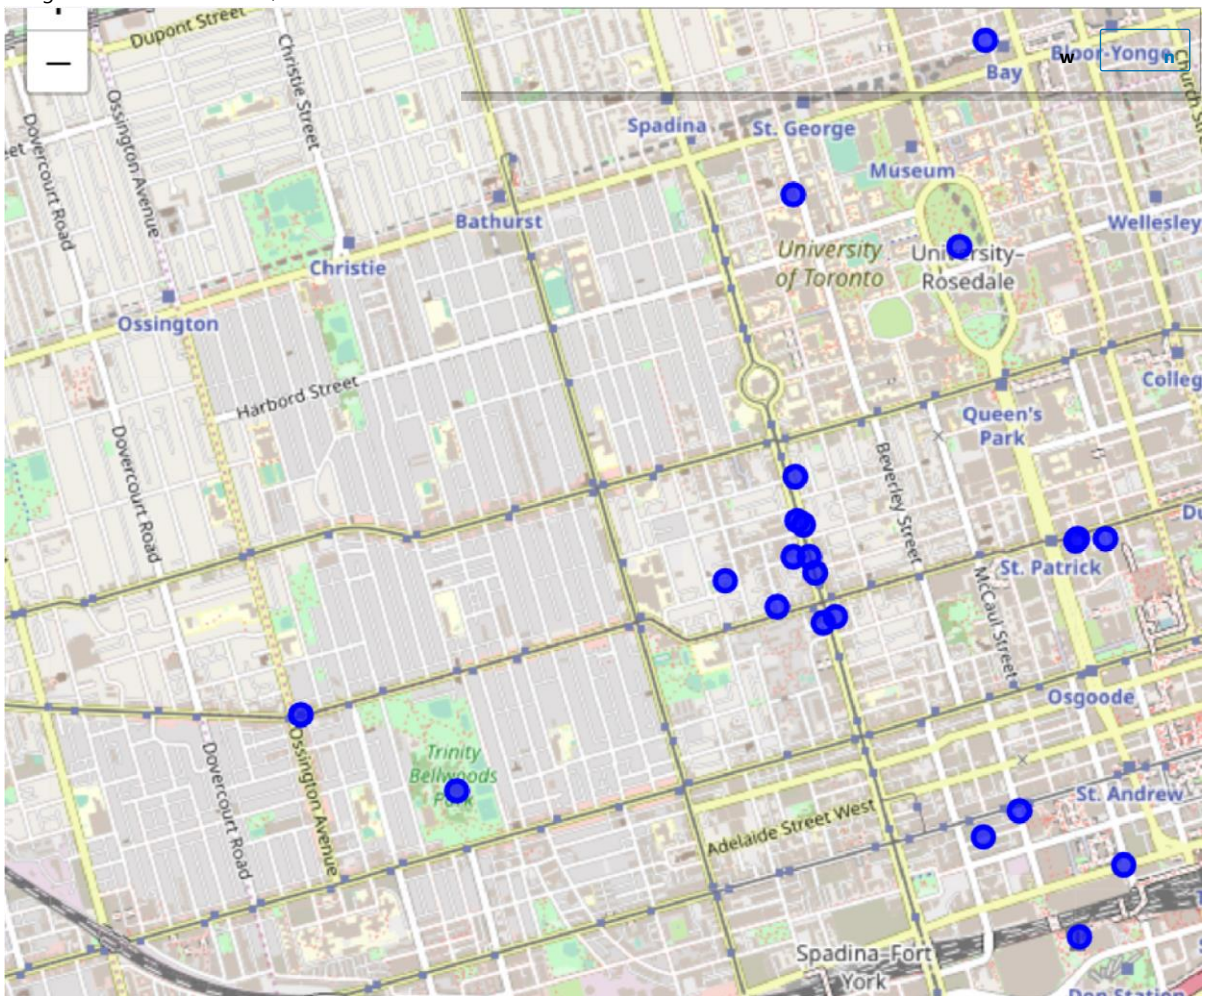 Dupont Street
Christie Street
Ossington Avenue
Dovercourt Road
Bloor-Yonge
w
n
Bay
Spadina
St. George
Museum
Bathurst
Wellesley
Christie
University
of Toronto
University–
Rosedale
Ossington
Harbord Street
Queen's
Park
Dovercourt Road
Beverley Street
St. Patrick
McCaul Street
Osgoode
Trinity
Bellwoods
Park
Ossington Avenue
Dovercourt Road
St. Andrew
Adelaide Street West
Spadina–Fort
York